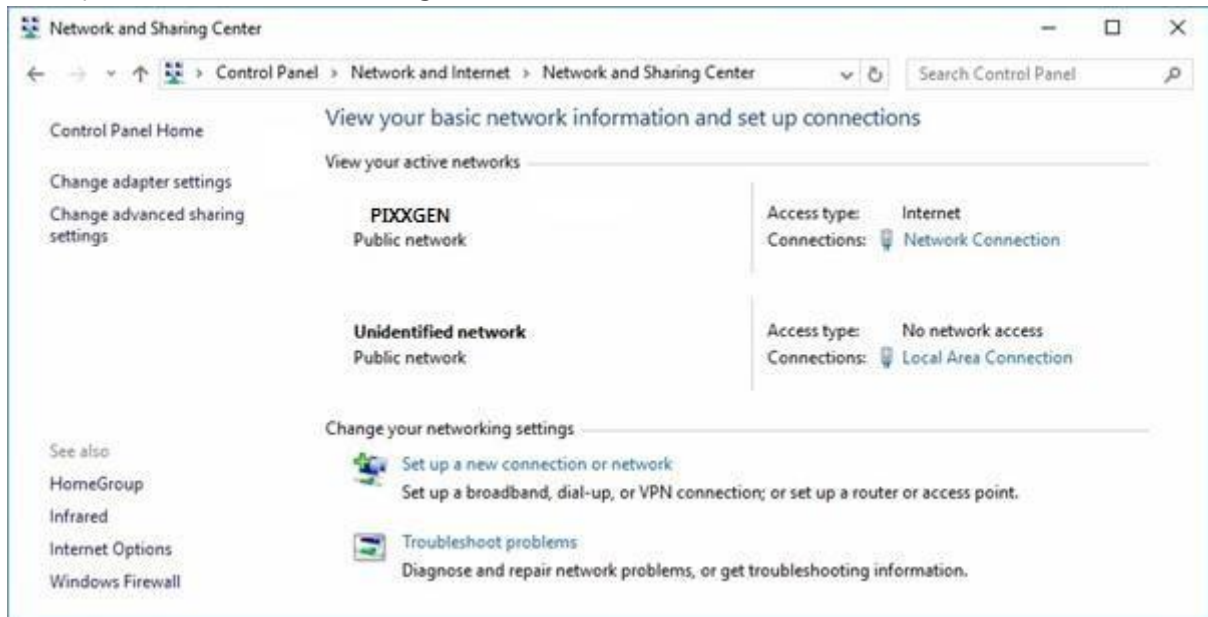 Network and Sharing Center
Control Panel > Network and Internet > Network and Sharing Center
Search Control Panel
Control Panel Home
Change adapter settings
Change advanced sharing
settings
View your basic network information and set up connections
View your active networks
PIXXGEN
Public network
Access type: Internet
Connections: Network Connection
Unidentified network
Public network
Access type: No network access
Connections: Local Area Connection
Change your networking settings
Set up a new connection or network
Set up a broadband, dial-up, or VPN connection; or set up a router or access point.
Troubleshoot problems
Diagnose and repair network problems, or get troubleshooting information.
See also
HomeGroup
Infrared
Internet Options
Windows Firewall